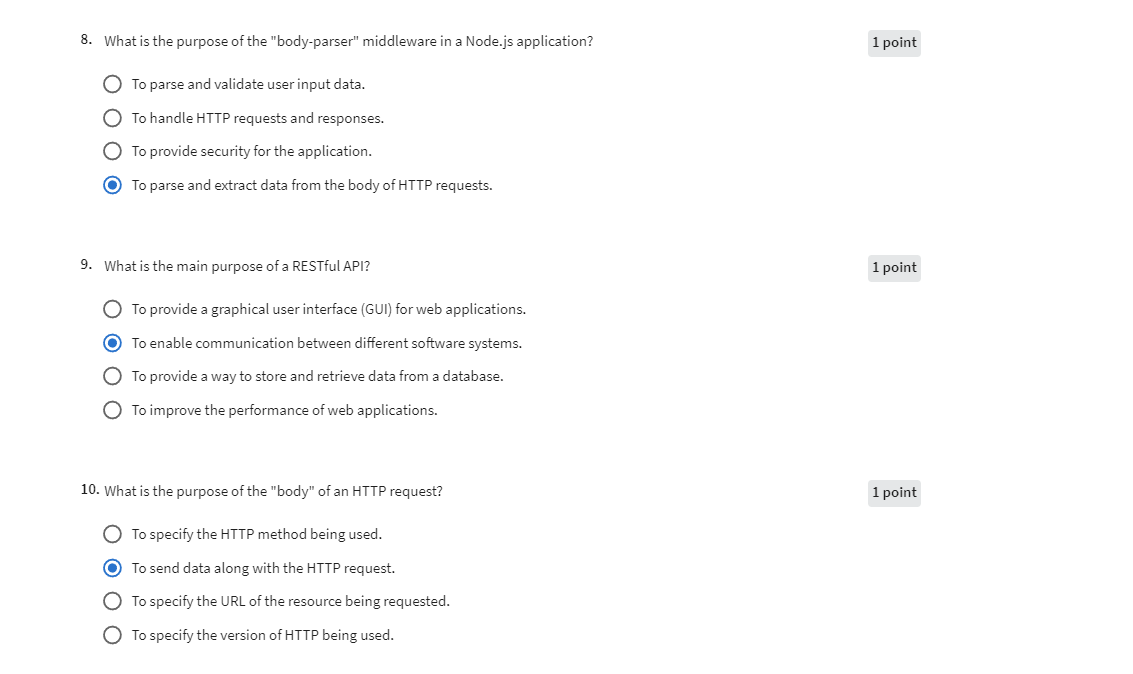 8. What is the purpose of the "body-parser" middleware in a Node.js application? 1 point
To parse and validate user input data.
To handle HTTP requests and responses.
To provide security for the application.
To parse and extract data from the body of HTTP requests.
9. What is the main purpose of a RESTful API? 1 point
To provide a graphical user interface (GUI) for web applications.
To enable communication between different software systems.
To provide a way to store and retrieve data from a database.
To improve the performance of web applications.
10. What is the purpose of the "body" of an HTTP request? 1 point
To specify the HTTP method being used.
To send data along with the HTTP request.
To specify the URL of the resource being requested.
To specify the version of HTTP being used.